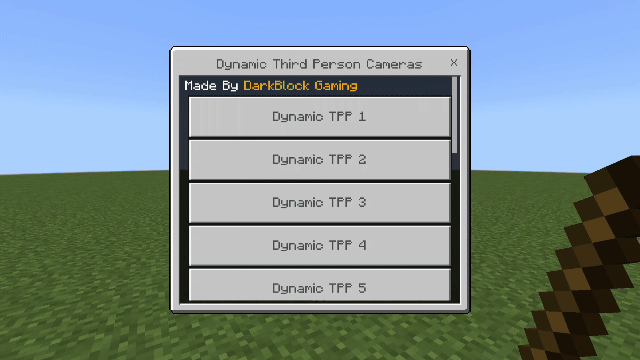 Dynamic Third Person Cameras
Made By DarkBlock Gaming
Dynamic TPP 1
Dynamic TPP 2
Dynamic TPP 3
Dynamic TPP 4
Dynamic TPP 5